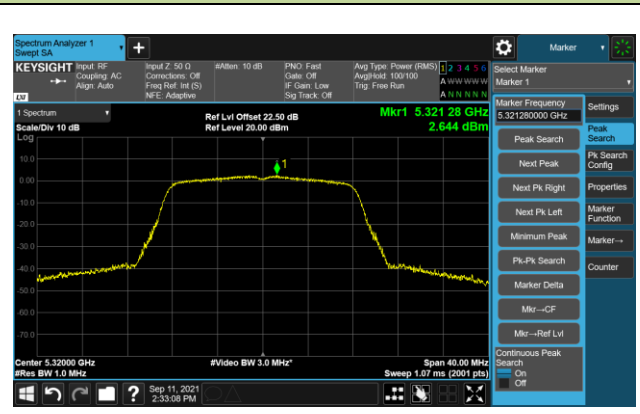 Spectrum Analyzer 1
Swept SA
+
Marker
KEYSIGHT
Input: RF
Coupling: AC
Align: Auto
Input Z: 50 Ω
Corrections: Off
Freq Ref: Int (S)
NFE: Adaptive
#Atten: 10 dB
PNO: Fast
Gate: Off
IF Gain: Low
Sig Track: Off
Avg Type: Power (RMS)
Avg|Hold: 100/100
Trig: Free Run
1 2 3 4 5 6
A W W W W W
A N N N N N
LXI
Select Marker
Marker 1
1 Spectrum
Scale/Div 10 dB
Log
Ref Lvl Offset 22.50 dB
Ref Level 20.00 dBm
Mkr1 5.321 28 GHz
2.644 dBm
10.0
0.00
-10.0
-20.0
-30.0
-40.0
-50.0
-60.0
-70.0
1
Center 5.32000 GHz
#Res BW 1.0 MHz
#Video BW 3.0 MHz*
Span 40.00 MHz
Sweep 1.07 ms (2001 pts)
Marker Frequency
5.321280000 GHz
Peak Search
Next Peak
Next Pk Right
Next Pk Left
Minimum Peak
Pk-Pk Search
Marker Delta
Mkr→CF
Mkr→Ref Lvl
Continuous Peak
Search
On
Off
Settings
Peak
Search
Pk Search
Config
Properties
Marker
Function
Marker→
Counter
?
Sep 11, 2021
2:33:08 PM